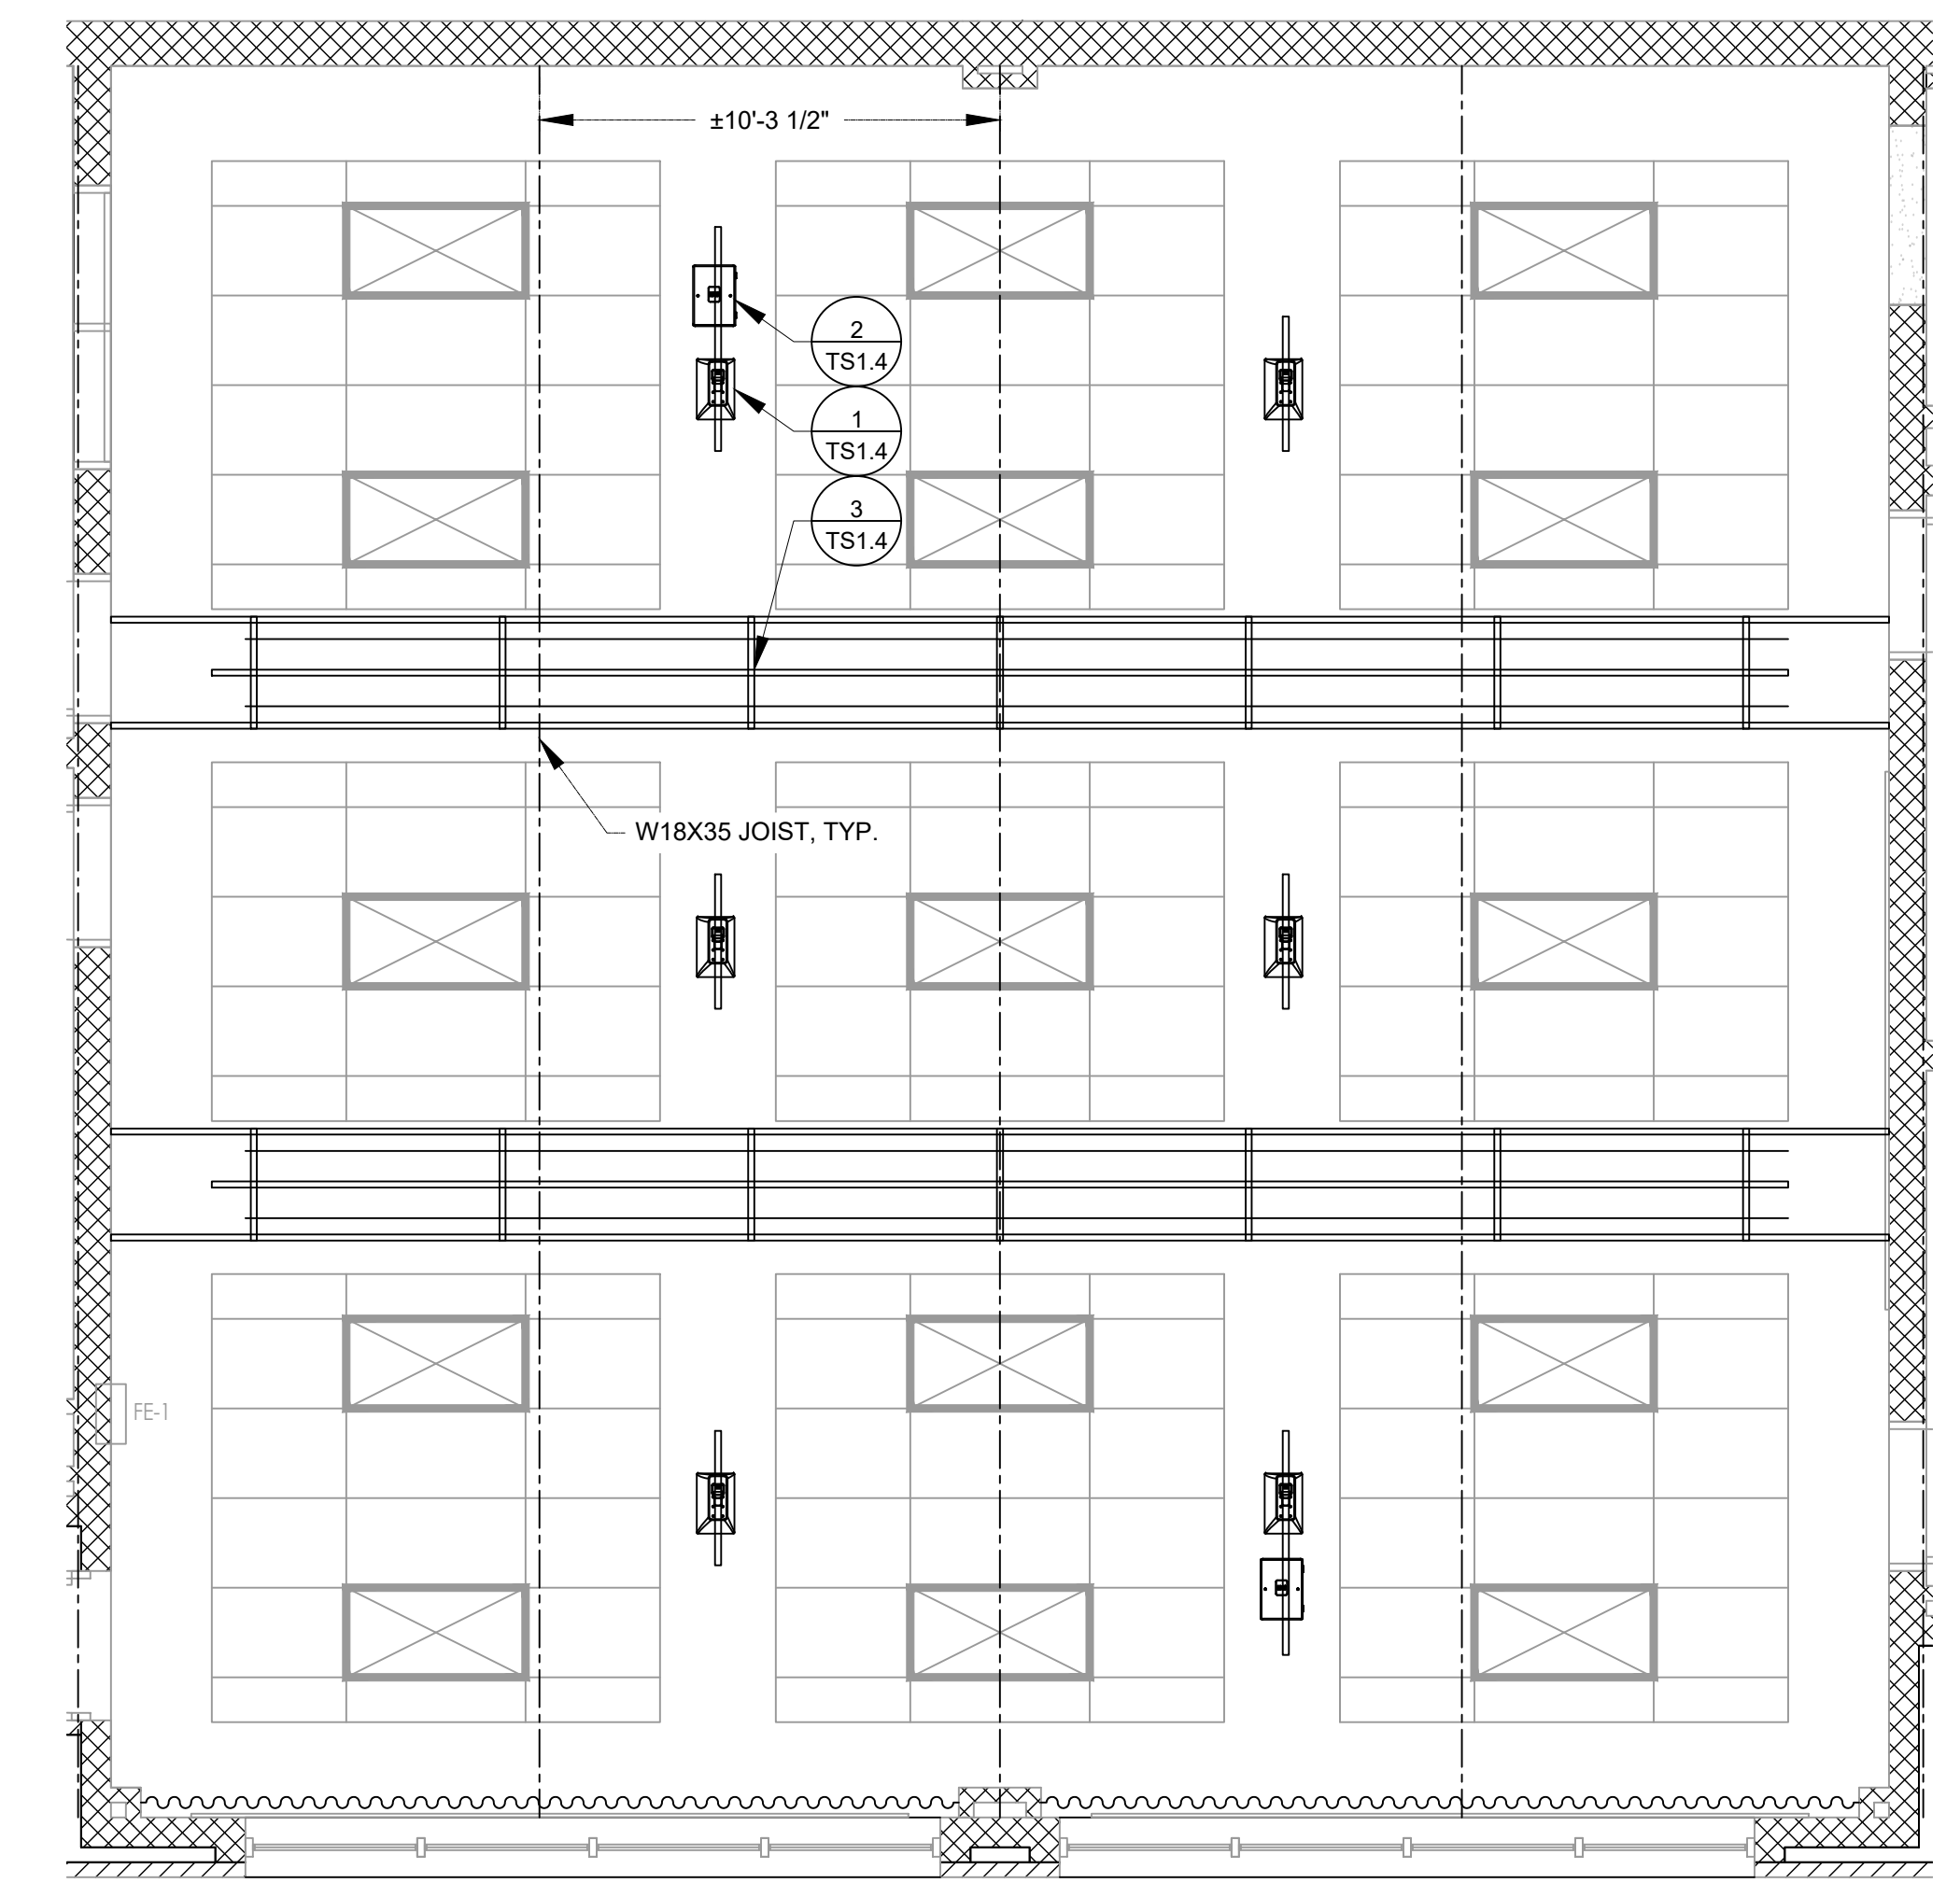 ±10'-3 1/2"
2
TS1.4
1
TS1.4
3
TS1.4
W18X35 JOIST, TYP.
FE-1